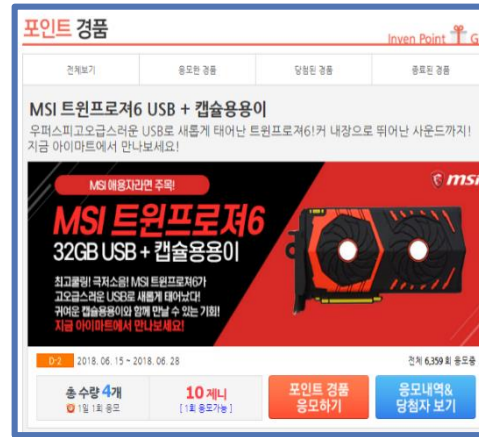 포인트 경품
Inven Point G
전체보기 응모한 경품 당첨된 경품 종료된 경품
MSI 트윈프로져6 USB + 캡슐용용이
우퍼스피고오급스러운 USB로 새롭게 태어난 트윈프로져6!커 내장으로 뛰어난 사운드까지!
지금 아이마트에서 만나보세요!
MSI 애용자라면 주목!
msi
MSI 트윈프로져6
32GB USB + 캡슐용용이
최고쿨링! 극저소음! MSI 트윈프로져6가
고오급스러운 USB로 새롭게 태어났다!
귀여운 캡슐용용이와 함께 만날 수 있는 기회!
지금 아이마트에서 만나보세요!
D-2 2018. 06. 15 ~ 2018. 06. 28 전체 6,359 회 응모중
총 수량 4개 10 제니 포인트 경품 응모내역&
1일 1회 응모 [ 1회 응모가능 ] 응모하기 당첨자 보기